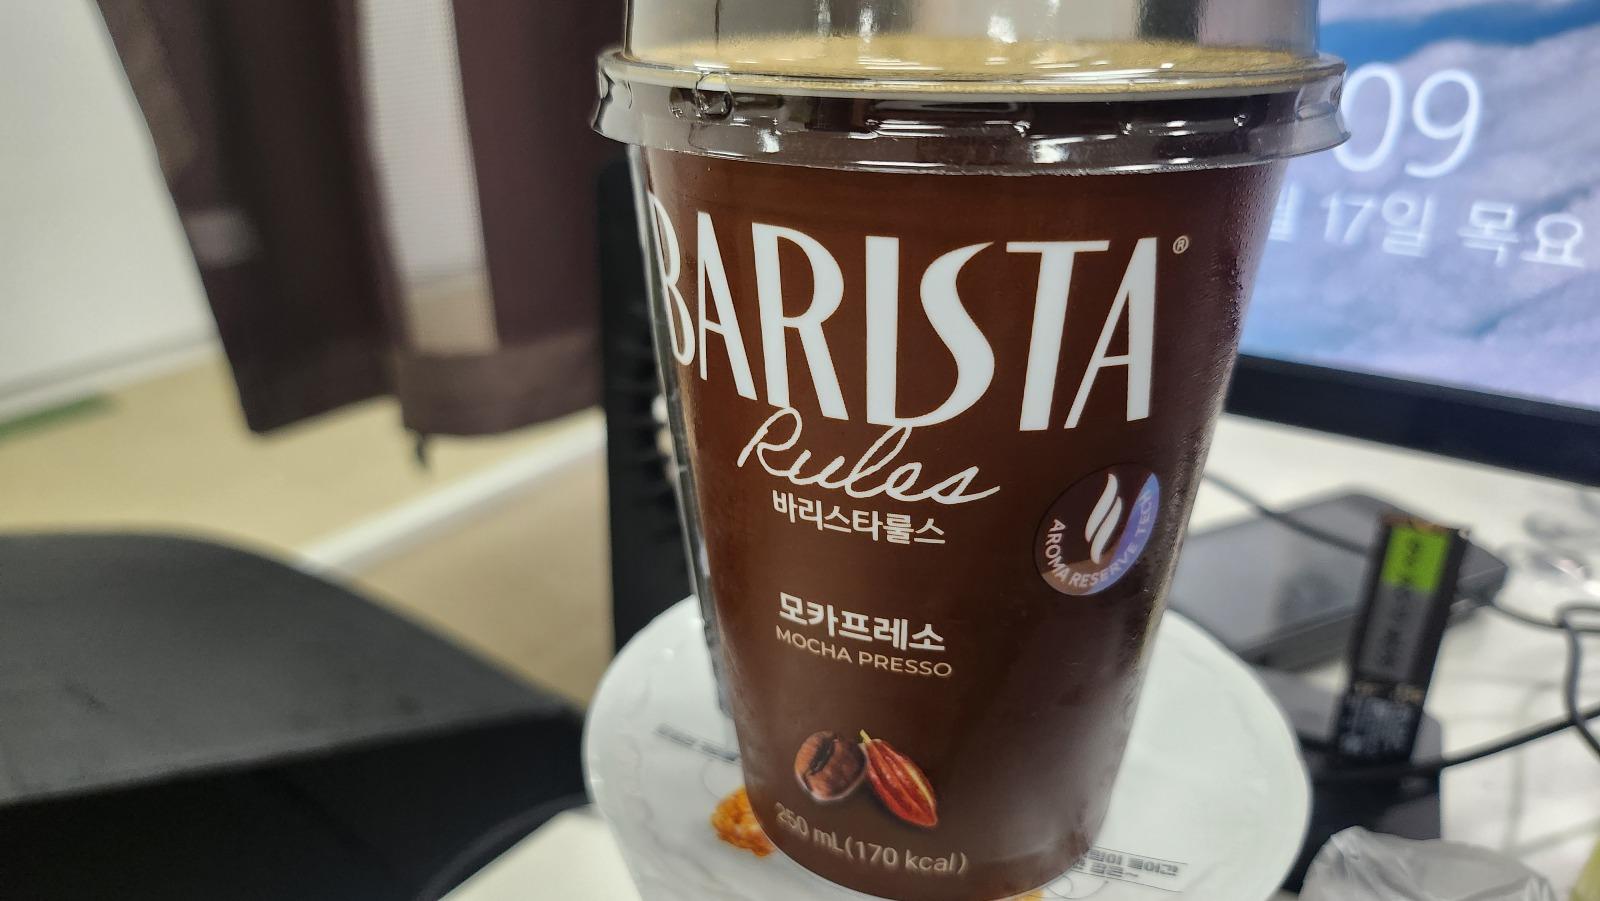 BARISTA®
Rules
바리스타룰스
AROMA RESERVE TECH
모카프레소
MOCHA PRESSO
250 mL(170 kcal)
09
17일 목요